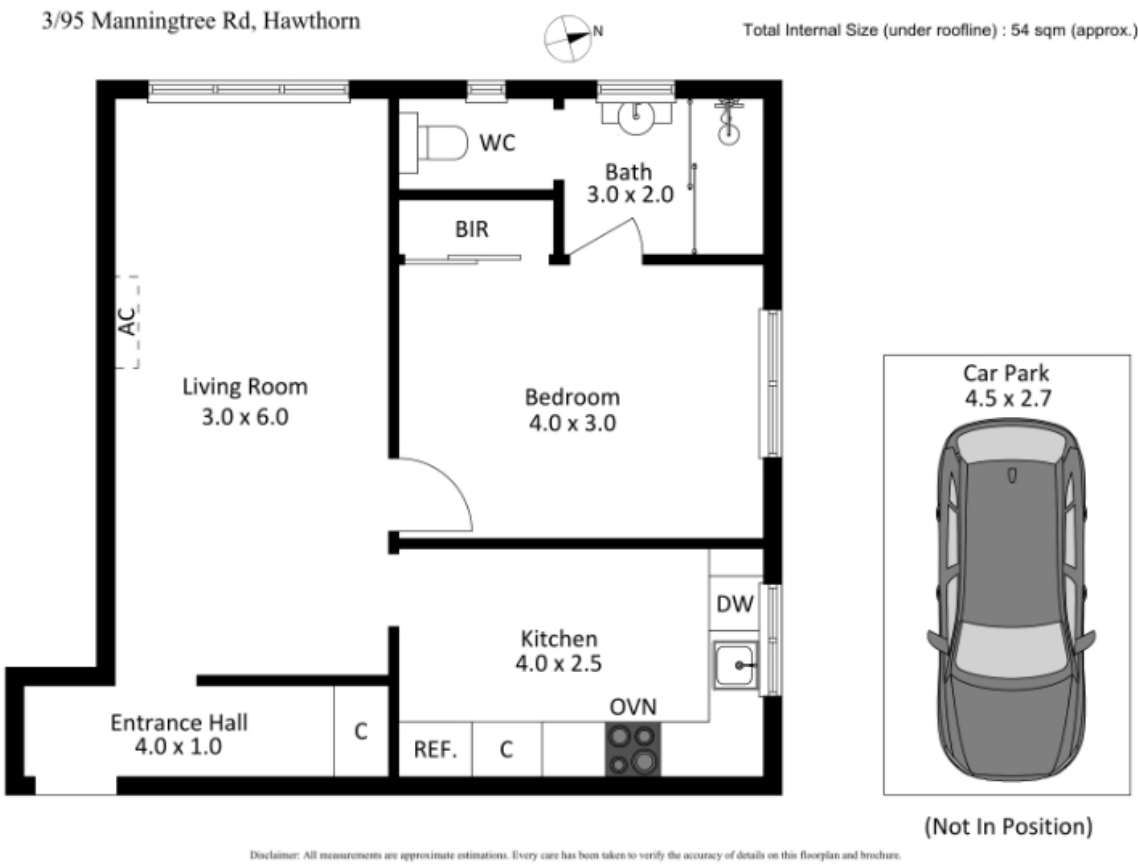 3/95 Manningtree Rd, Hawthorn
N
Total Internal Size (under roofline) : 54 sqm (approx.)
WC
Bath
3.0 x 2.0
BIR
AC
Living Room
3.0 x 6.0
Bedroom
4.0 x 3.0
Car Park
4.5 x 2.7
DW
Kitchen
4.0 x 2.5
OVN
Entrance Hall
4.0 x 1.0
C
REF.
C
(Not In Position)
Disclaimer: All measurements are approximate estimations. Every care has been taken to verify the accuracy of details on this floorplan and brochure.